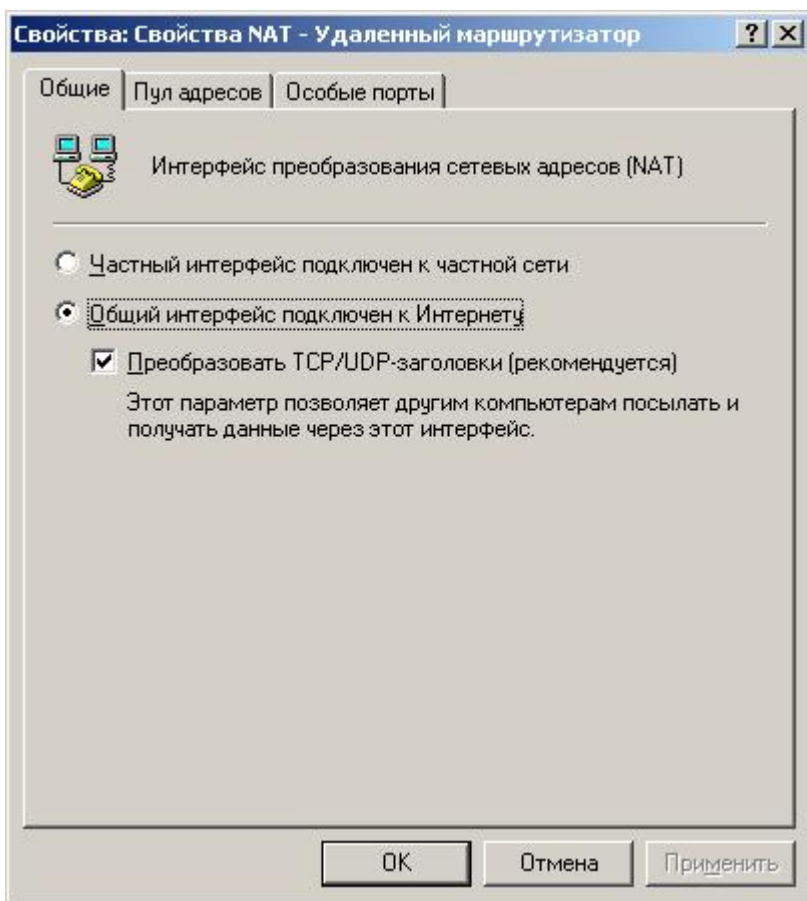 Свойства: Свойства NAT - Удаленный маршрутизатор
Общие
Пул адресов
Особые порты
Интерфейс преобразования сетевых адресов (NAT)
Частный интерфейс подключен к частной сети
Общий интерфейс подключен к Интернету
Преобразовать TCP/UDP-заголовки (рекомендуется)
Этот параметр позволяет другим компьютерам посылать и
получать данные через этот интерфейс.
OK
Отмена
Применить